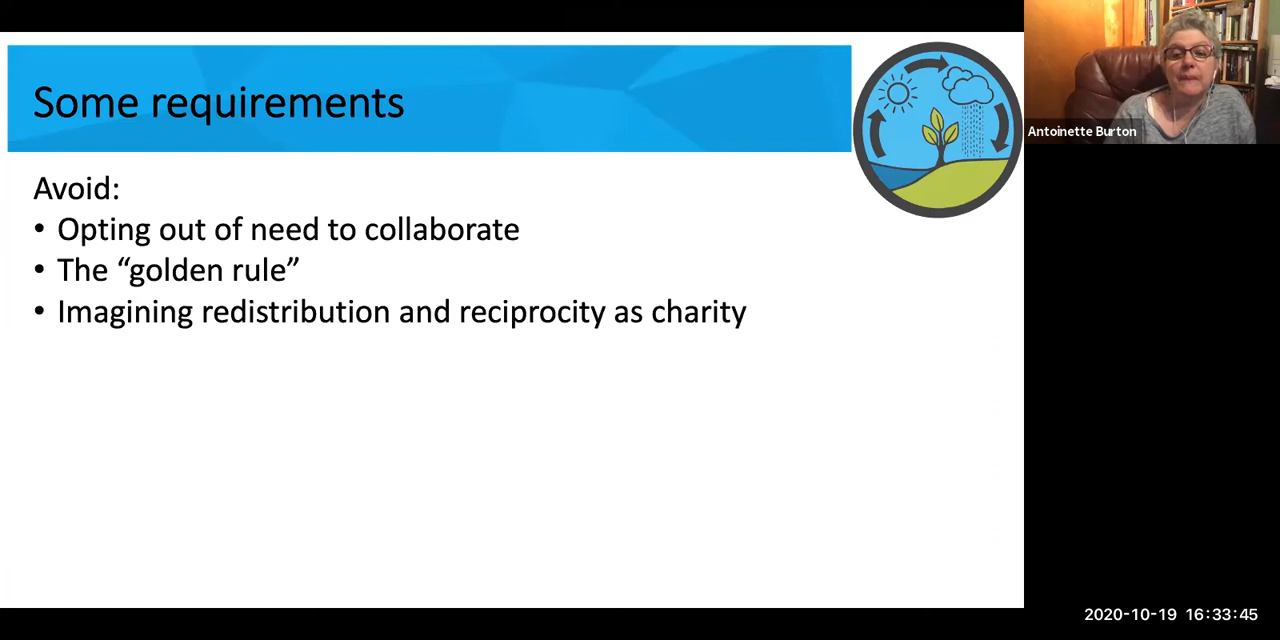 Some requirements
Avoid:
• Opting out of need to collaborate
• The “golden rule”
• Imagining redistribution and reciprocity as charity
Antoinette Burton
2020-10-19 16:33:45